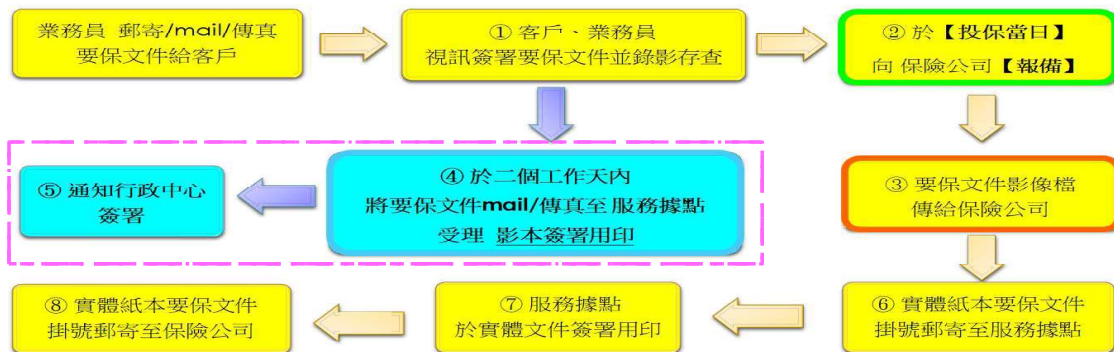 業務員 郵寄/mail/傳真
要保文件給客戶
① 客戶、業務員
視訊簽署要保文件並錄影存查
② 於【投保當日】
向 保險公司【報備】
③ 要保文件影像檔
傳給保險公司
④ 於二個工作天內
將要保文件mail/傳真至 服務據點
受理 影本簽署用印
⑤ 通知行政中心
簽署
⑥ 實體紙本要保文件
掛號郵寄至服務據點
⑦ 服務據點
於實體文件簽署用印
⑧ 實體紙本要保文件
掛號郵寄至保險公司